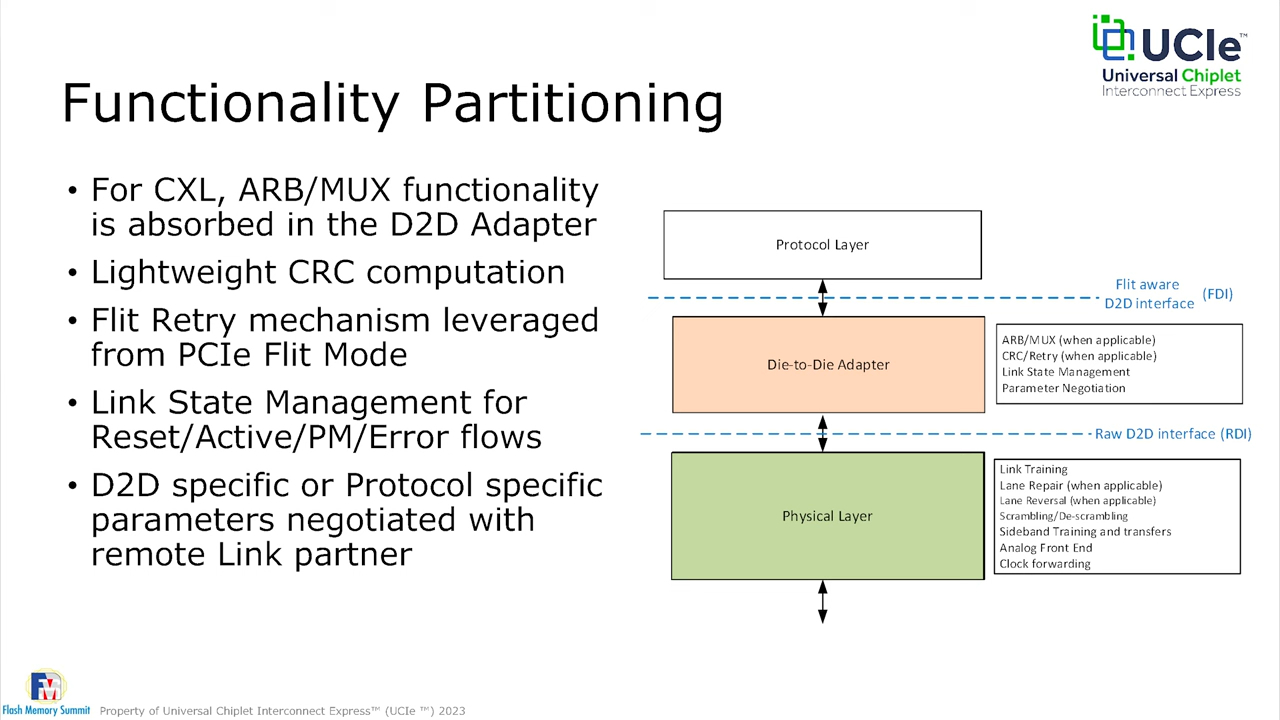 UCIe™
Universal Chiplet
Interconnect Express
Functionality Partitioning
• For CXL, ARB/MUX functionality
is absorbed in the D2D Adapter
• Lightweight CRC computation
• Flit Retry mechanism leveraged
from PCIe Flit Mode
• Link State Management for
Reset/Active/PM/Error flows
• D2D specific or Protocol specific
parameters negotiated with
remote Link partner
Protocol Layer
Flit aware
D2D interface (FDI)
Die-to-Die Adapter
ARB/MUX (when applicable)
CRC/Retry (when applicable)
Link State Management
Parameter Negotiation
Raw D2D interface (RDI)
Physical Layer
Link Training
Lane Repair (when applicable)
Lane Reversal (when applicable)
Scrambling/De-scrambling
Sideband Training and transfers
Analog Front End
Clock forwarding
FMS
Flash Memory Summit
Property of Universal Chiplet Interconnect Express™ (UCIe ™) 2023